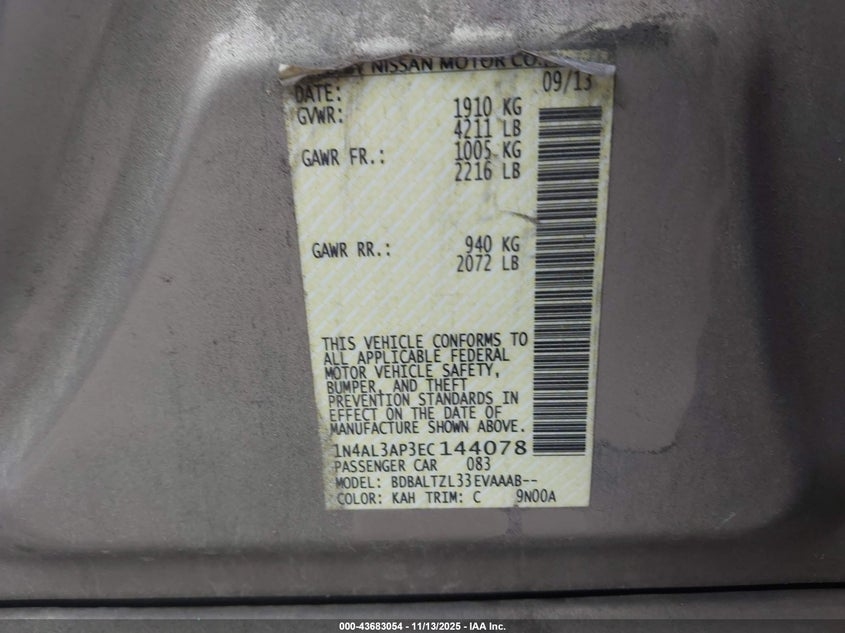 BY NISSAN MOTOR CO.
DATE: 09/13
GVWR: 1910 KG
4211 LB
GAWR FR.: 1005 KG
2216 LB
GAWR RR.: 940 KG
2072 LB
THIS VEHICLE CONFORMS TO
ALL APPLICABLE FEDERAL
MOTOR VEHICLE SAFETY,
BUMPER, AND THEFT
PREVENTION STANDARDS IN
EFFECT ON THE DATE OF
MANUFACTURE SHOWN ABOVE.
1N4AL3AP3EC144078
PASSENGER CAR 083
MODEL: BDBALTZL33EVAAAB--
COLOR: KAH TRIM: C 9N00A
000-43683054 - 11/13/2025 - IAA Inc.